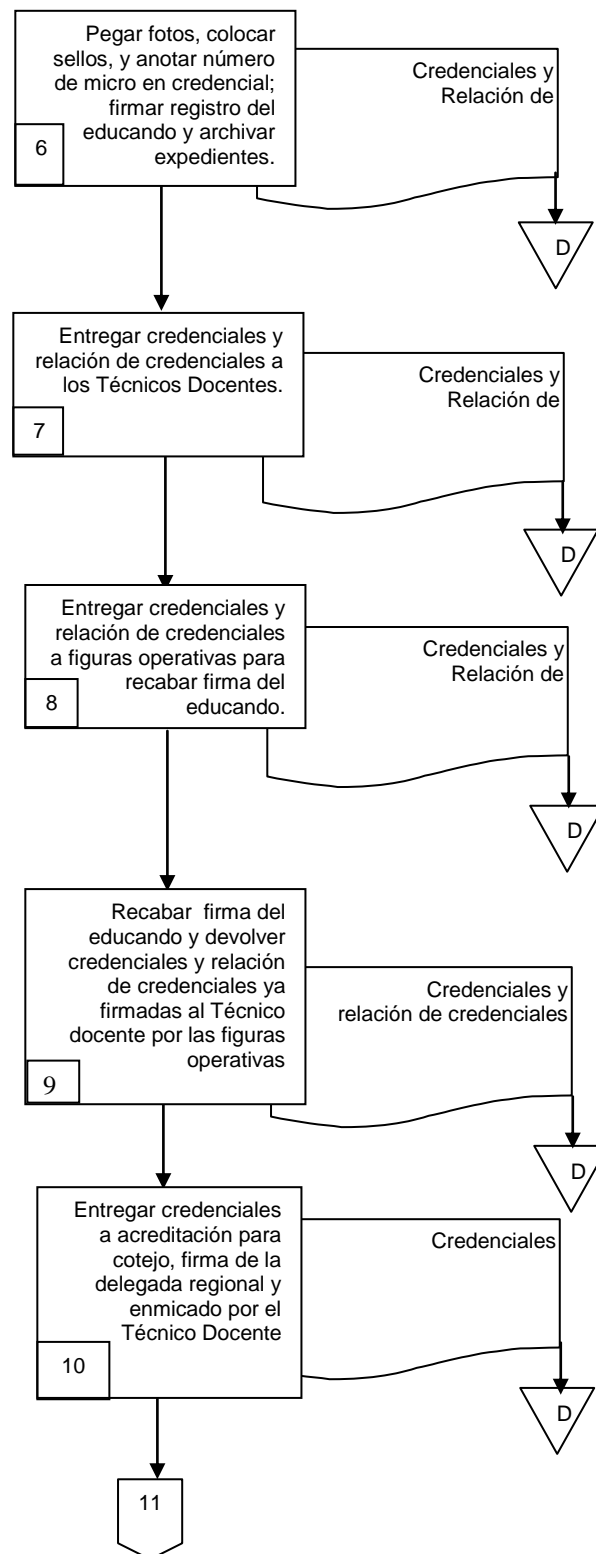 Pegar fotos, colocar
sellos, y anotar número
de micro en credencial;
firmar registro del
educando y archivar
expedientes.
6
Credenciales y
Relación de
D
Entregar credenciales y
relación de credenciales a
los Técnicos Docentes.
7
Credenciales y
Relación de
D
Entregar credenciales y
relación de credenciales
a figuras operativas para
recabar firma del
educando.
8
Credenciales y
Relación de
D
Recabar firma del
educando y devolver
credenciales y relación
de credenciales ya
firmadas al Técnico
docente por las figuras
operativas
9
Credenciales y
relación de credenciales
D
Entregar credenciales
a acreditación para
cotejo, firma de la
delegada regional y
enmicado por el
Técnico Docente
10
Credenciales
D
11